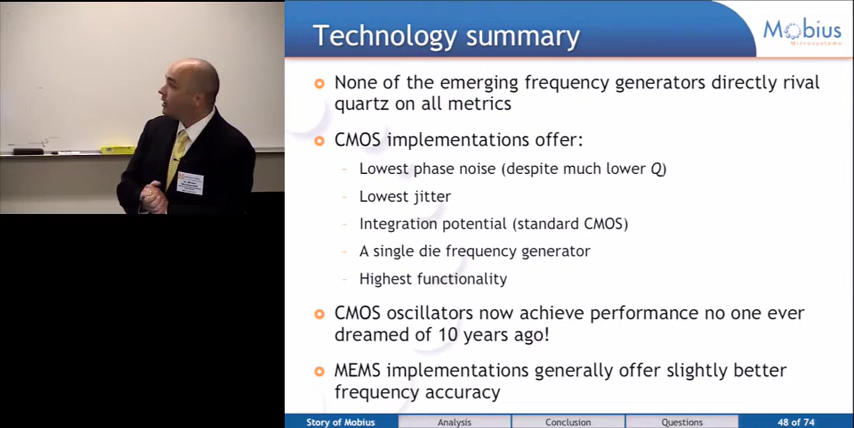 Technology summary
Mobius
Microsystems
None of the emerging frequency generators directly rival
quartz on all metrics
CMOS implementations offer:
- Lowest phase noise (despite much lower Q)
- Lowest jitter
- Integration potential (standard CMOS)
- A single die frequency generator
- Highest functionality
CMOS oscillators now achieve performance no one ever
dreamed of 10 years ago!
MEMS implementations generally offer slightly better
frequency accuracy
Story of Mobius
Analysis
Conclusion
Questions
48 of 74